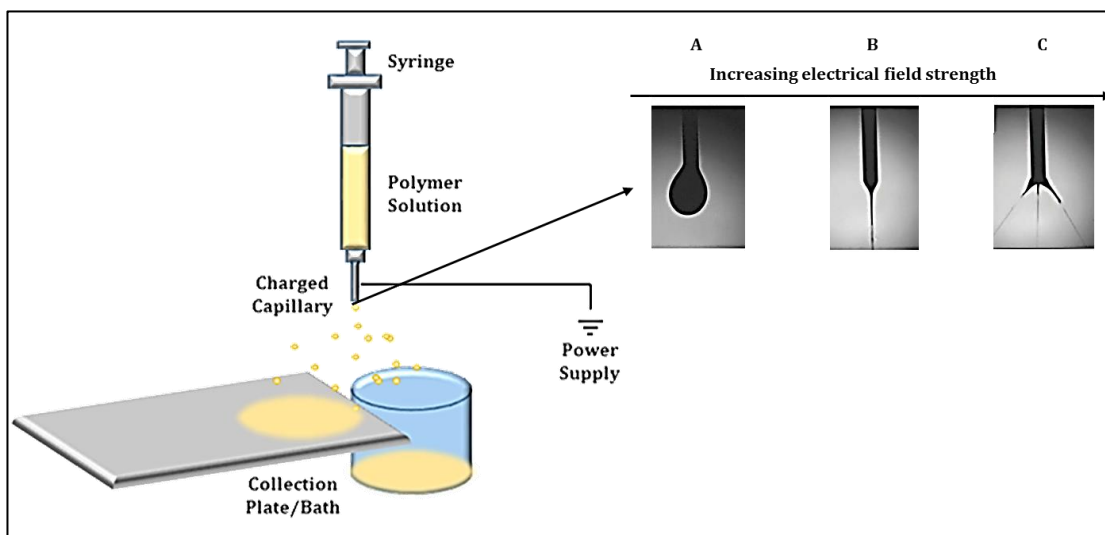 A
B
C
Increasing electrical field strength
Syringe
Polymer
Solution
Charged
Capillary
Power
Supply
Collection
Plate/Bath